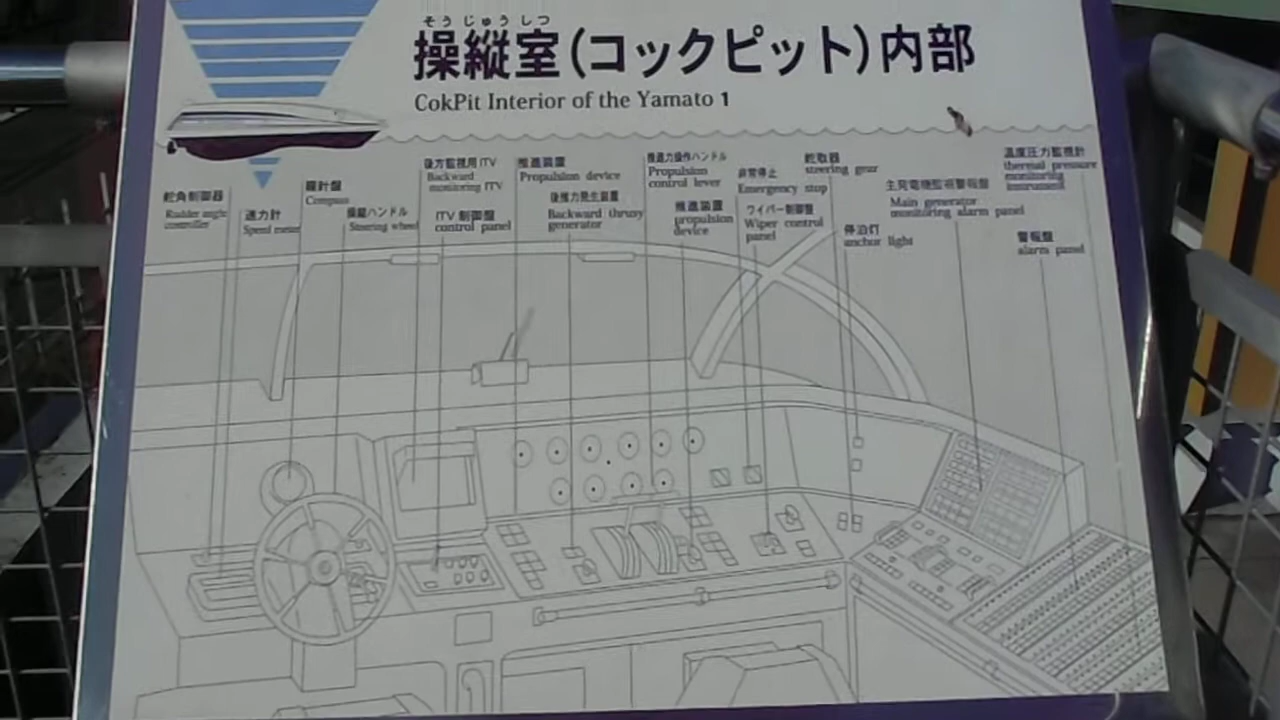 そうじゅうしつ
操縦室(コックピット)内部
CokPit Interior of the Yamato 1
舵角制御器
Rudder angle
controller
速力計
Speed meter
羅針盤
Compass
操舵ハンドル
Steering wheel
後方監視用ITV
Backward
monitoring ITV
ITV制御盤
control panel
推進装置
Propulsion device
後推力発生装置
Backward thrust
generator
推進力操作ハンドル
Propulsion
control lever
推進装置
propulsion
device
非常停止
Emergency stop
ワイパー制御盤
Wiper control
panel
舵取器
steering gear
停泊灯
anchor light
主発電機監視警報盤
Main generator
monitoring alarm panel
温度圧力監視計
thermal pressure
monitoring
instrument
警報盤
alarm panel